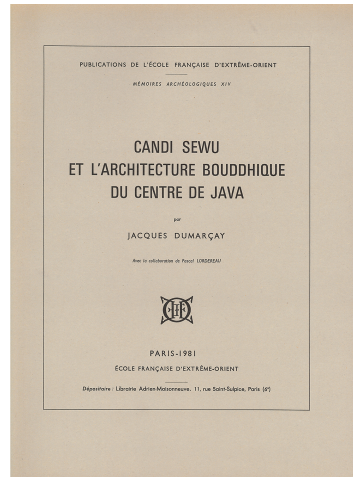 PUBLICATIONS DE L'ÉCOLE FRANÇAISE D'EXTRÊME-ORIENT
MÉMOIRES ARCHÉOLOGIQUES XIV
CANDI SEWU
ET L'ARCHITECTURE BOUDDHIQUE
DU CENTRE DE JAVA
par
JACQUES DUMARÇAY
Avec la collaboration de Pascal LORDEREAU
PARIS-1981
ÉCOLE FRANÇAISE D'EXTRÊME-ORIENT
Dépositaire : Librairie Adrien-Maisonneuve, 11, rue Saint-Sulpice, Paris (6e)